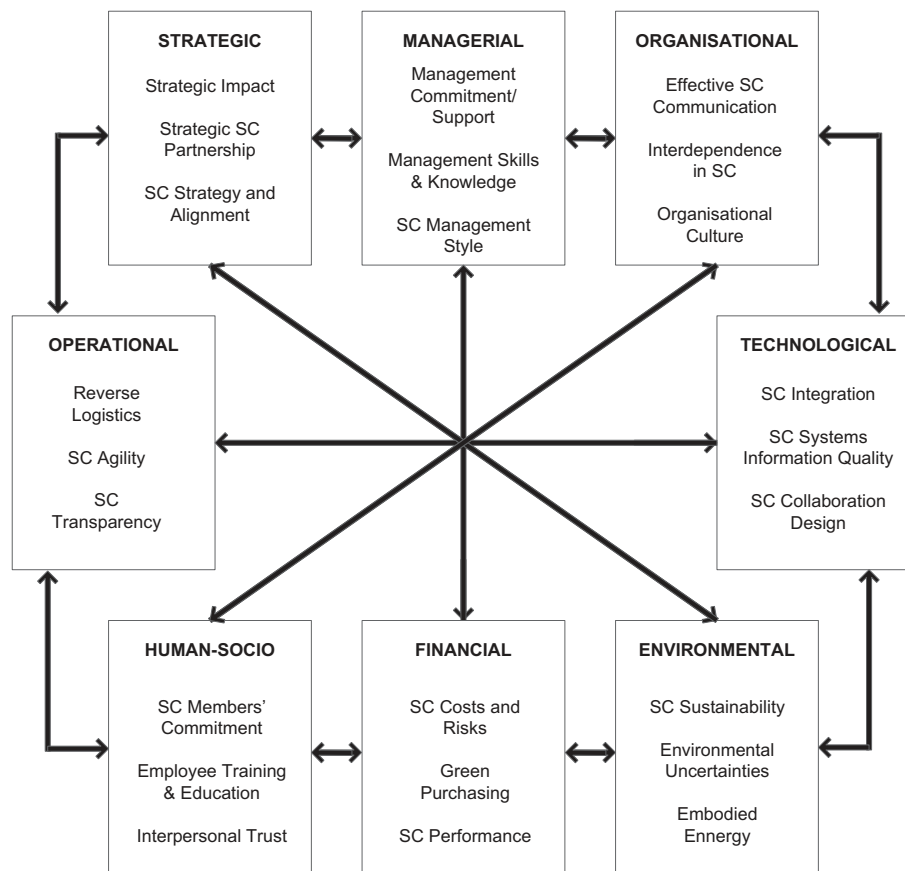 STRATEGIC
Strategic Impact
Strategic SC
Partnership
SC Strategy and
Alignment
MANAGERIAL
Management
Commitment/
Support
Management Skills
& Knowledge
SC Management
Style
ORGANISATIONAL
Effective SC
Communication
Interdependence
in SC
Organisational
Culture
OPERATIONAL
Reverse
Logistics
SC Agility
SC
Transparency
TECHNOLOGICAL
SC Integration
SC Systems
Information Quality
SC Collaboration
Design
HUMAN-SOCIO
SC Members’
Commitment
Employee Training
& Education
Interpersonal Trust
FINANCIAL
SC Costs and
Risks
Green
Purchasing
SC Performance
ENVIRONMENTAL
SC Sustainability
Environmental
Uncertainties
Embodied
Ennergy